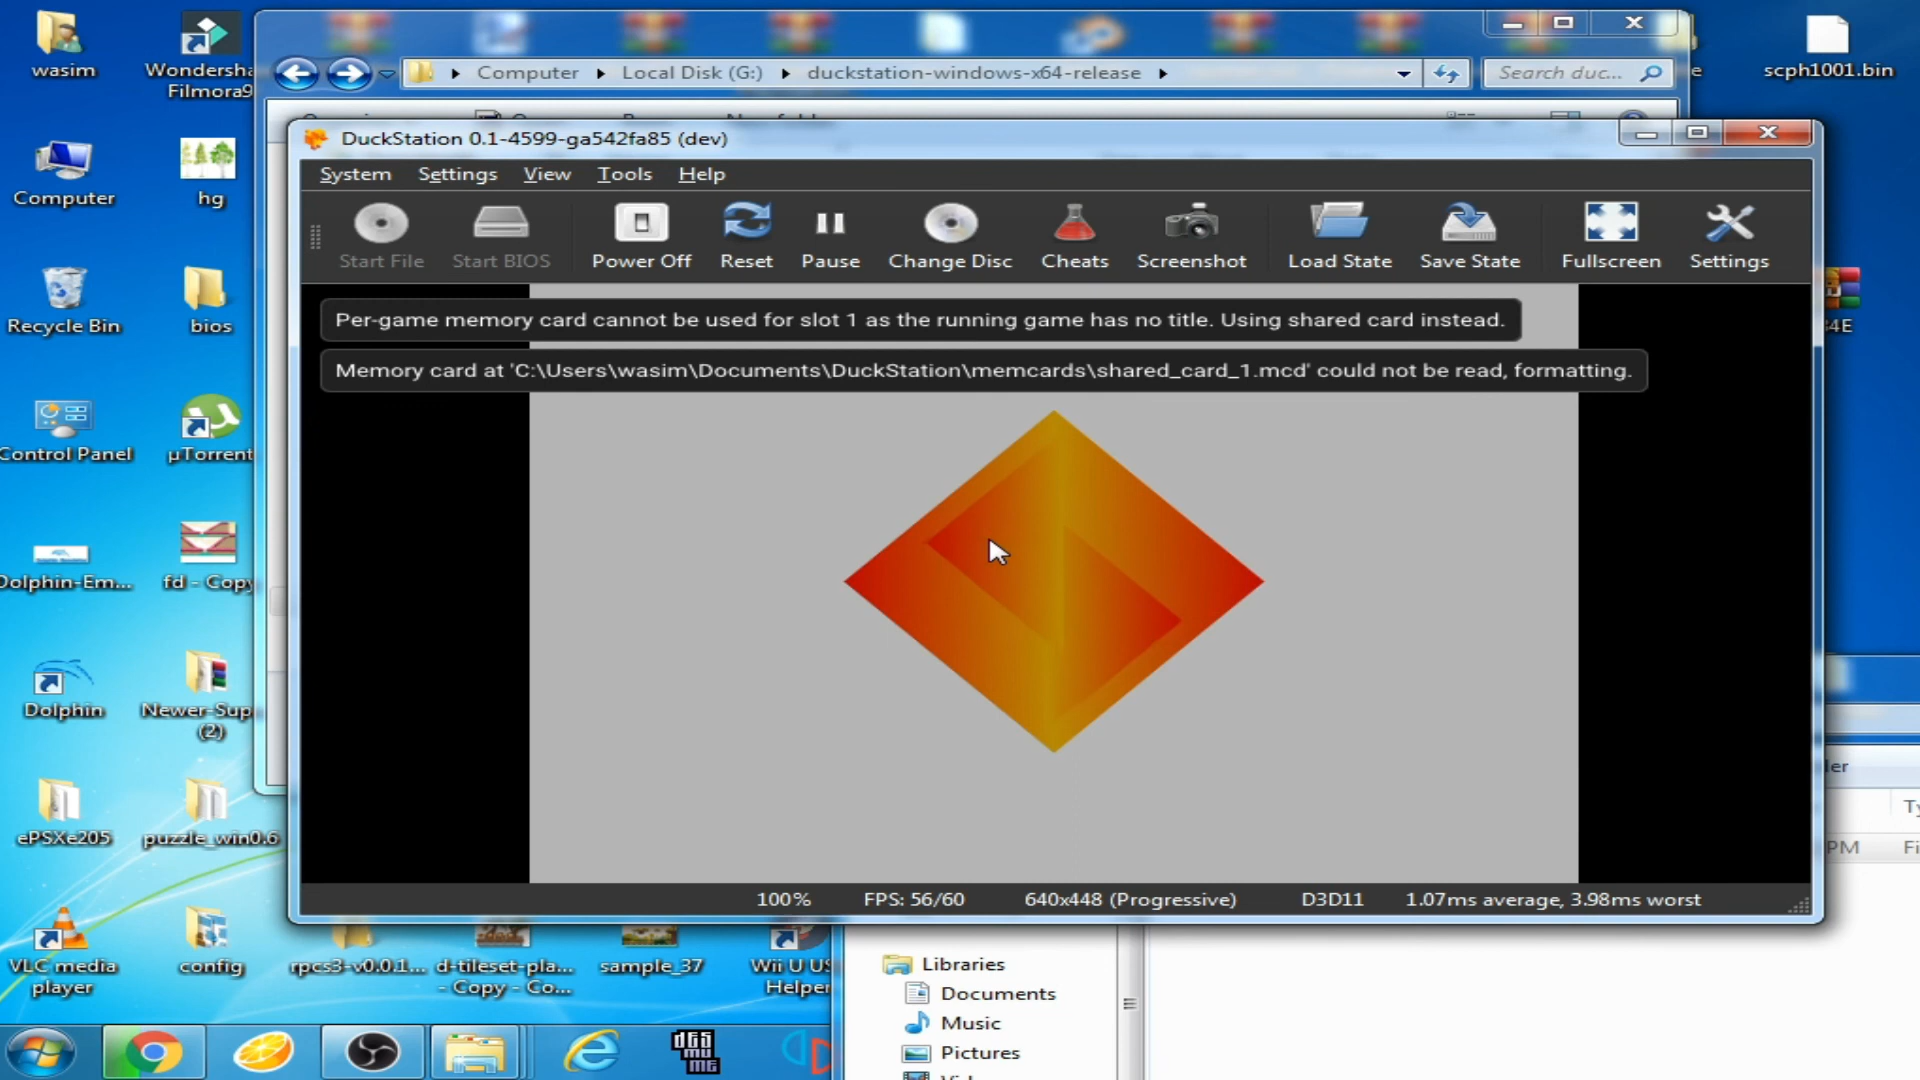 wasim
Wondersha
Filmora9
Computer
Local Disk (G:)
duckstation-windows-x64-release
Search duc...
scph1001.bin
DuckStation 0.1-4599-ga542fa85 (dev)
System
Settings
View
Tools
Help
Computer
hg
Start File
Start BIOS
Power Off
Reset
Pause
Change Disc
Cheats
Screenshot
Load State
Save State
Fullscreen
Settings
Recycle Bin
bios
Per-game memory card cannot be used for slot 1 as the running game has no title. Using shared card instead.
34E
Memory card at 'C:\Users\wasim\Documents\DuckStation\memcards\shared_card_1.mcd' could not be read, formatting.
Control Panel
µTorrent
Dolphin-Em...
fd - Copy
Dolphin
Newer-Sup
(2)
ePSXe205
puzzle_win0.6
PM
100%
FPS: 56/60
640x448 (Progressive)
D3D11
1.07ms average, 3.98ms worst
VLC media
player
config
rpcs3-v0.0.1...
d-tileset-pla...
- Copy - Co...
sample_37
Wii U US
Helper
Libraries
Documents
Music
Pictures